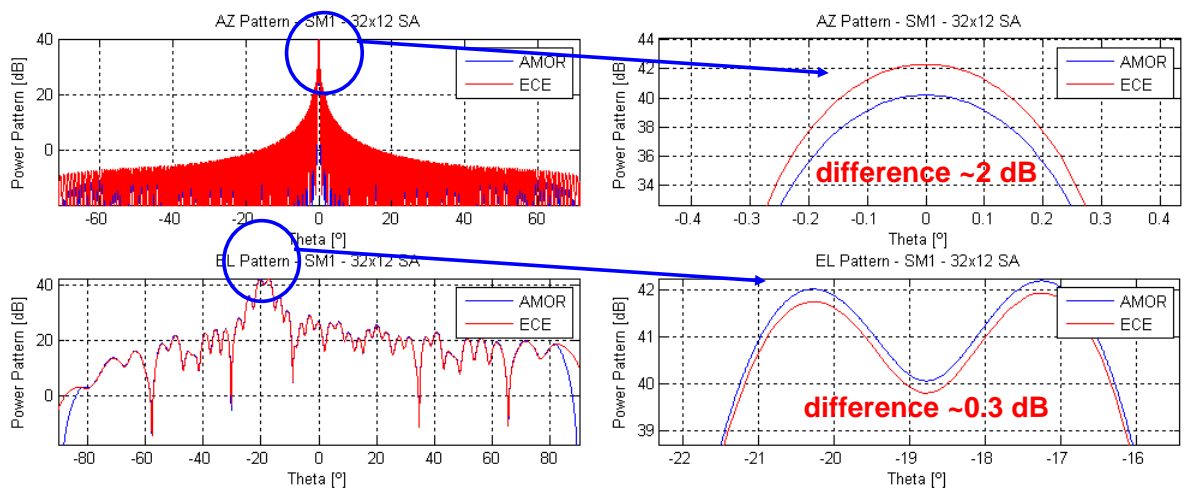 AZ Pattern - SM1 - 32x12 SA
40
20
0
Power Pattern [dB]
-60
-40
-20
0
20
40
60
Theta [º]
AMOR
ECE
AZ Pattern - SM1 - 32x12 SA
44
42
40
38
36
34
Power Pattern [dB]
-0.4
-0.3
-0.2
-0.1
0
0.1
0.2
0.3
0.4
Theta [º]
AMOR
ECE
difference ~2 dB
EL Pattern - SM1 - 32x12 SA
40
20
0
Power Pattern [dB]
-80
-60
-40
-20
0
20
40
60
80
Theta [º]
AMOR
ECE
EL Pattern - SM1 - 32x12 SA
42
41
40
39
Power Pattern [dB]
-22
-21
-20
-19
-18
-17
-16
Theta [º]
AMOR
ECE
difference ~0.3 dB